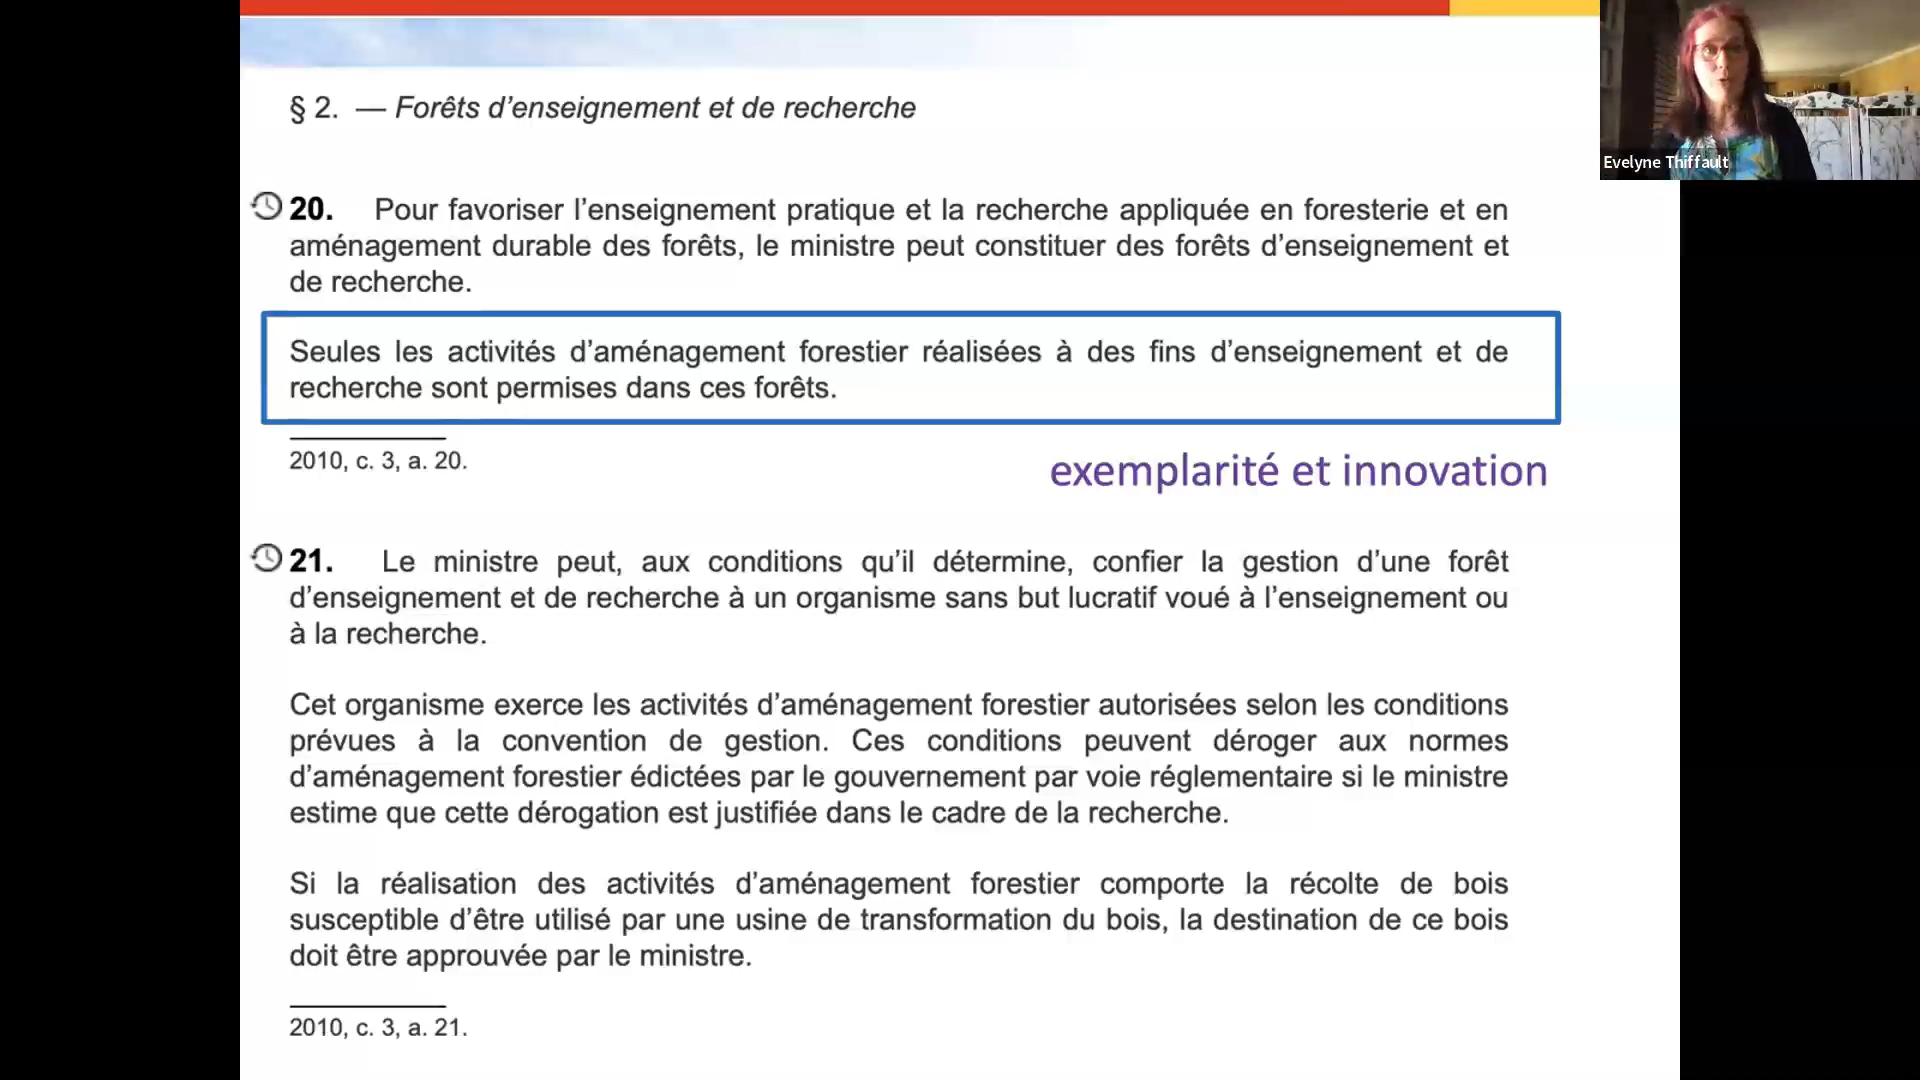 Evelyne Thiffault
§ 2. — Forêts d’enseignement et de recherche
20. Pour favoriser l’enseignement pratique et la recherche appliquée en foresterie et en
aménagement durable des forêts, le ministre peut constituer des forêts d’enseignement et
de recherche.
Seules les activités d’aménagement forestier réalisées à des fins d’enseignement et de
recherche sont permises dans ces forêts.
2010, c. 3, a. 20.
exemplarité et innovation
21. Le ministre peut, aux conditions qu’il détermine, confier la gestion d’une forêt
d’enseignement et de recherche à un organisme sans but lucratif voué à l’enseignement ou
à la recherche.
Cet organisme exerce les activités d’aménagement forestier autorisées selon les conditions
prévues à la convention de gestion. Ces conditions peuvent déroger aux normes
d’aménagement forestier édictées par le gouvernement par voie réglementaire si le ministre
estime que cette dérogation est justifiée dans le cadre de la recherche.
Si la réalisation des activités d’aménagement forestier comporte la récolte de bois
susceptible d’être utilisé par une usine de transformation du bois, la destination de ce bois
doit être approuvée par le ministre.
2010, c. 3, a. 21.